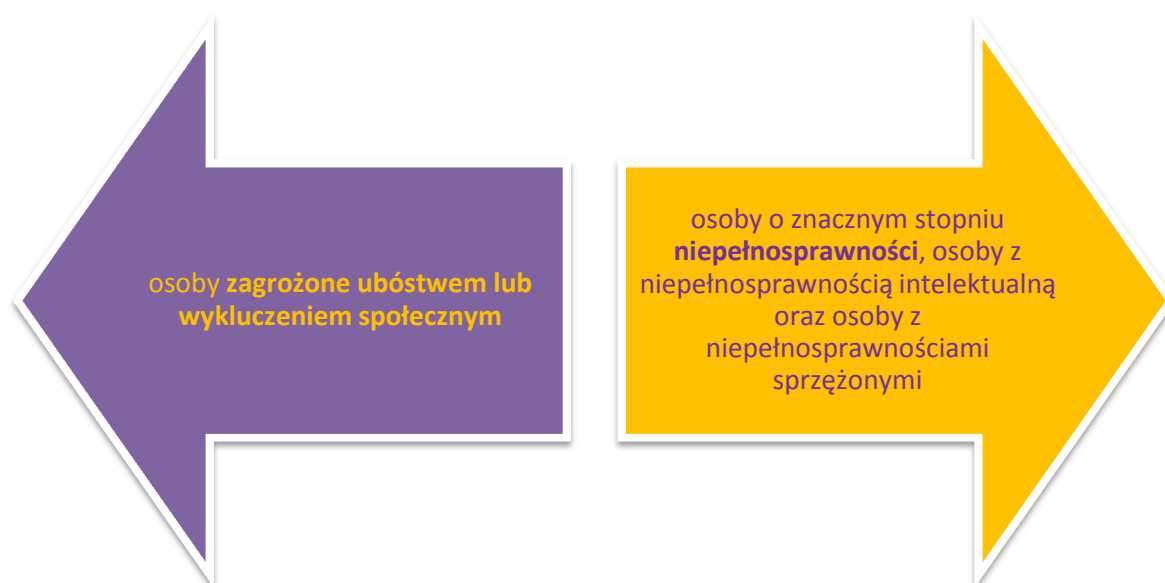 osoby zagrożone ubóstwem lub
wykluczeniem społecznym
osoby o znacznym stopniu
niepełnosprawności, osoby z
niepełnosprawnością intelektualną
oraz osoby z
niepełnosprawnościami
sprzężonymi